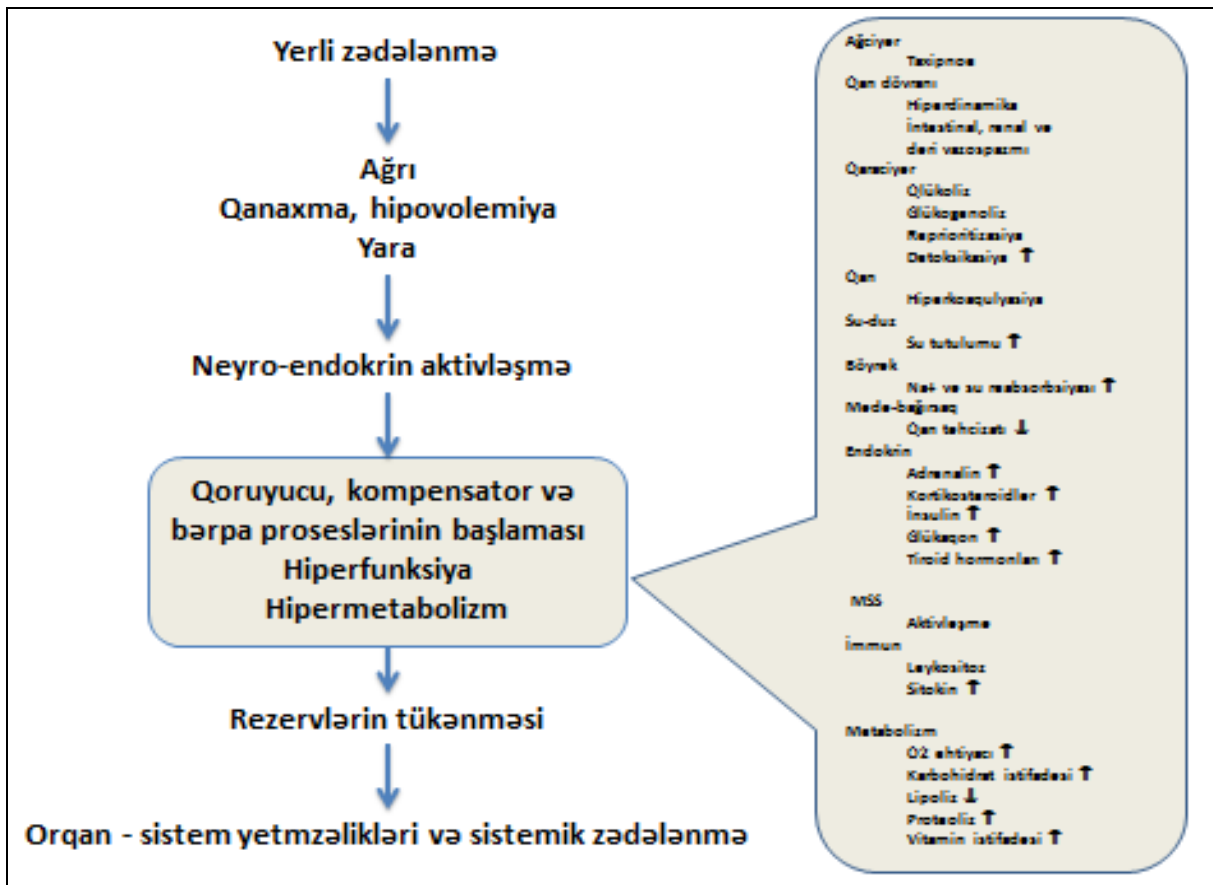 Yerli zədələnmə
Ağrı
Qanaxma, hipovolemiya
Yara
Neyro-endokrin aktivləşmə
Qoruyucu, kompensator və
bərpa proseslərinin başlaması
Hiperfunksiya
Hipermetabolizm
Rezervlərin tükənməsi
Orqan - sistem yetmzəlikləri və sistemik zədələnmə
Ağciyər
Taxipnoe
Qan dövranı
Hiperdinamika
İntestinal, renal və
dəri vazospazmı
Qaraciyər
Qlükoliz
Glükogenoliz
Reprioritizasiya
Detoksikasiya ↑
Qan
Hiperkoaqulyasiya
Su-duz
Su tutulumu ↑
Böyrək
Na+ və su reabsorbsiyası ↑
Mədə-bağırsaq
Qan təhcizatı ↓
Endokrin
Adrenalin ↑
Kortikosteroidlər ↑
İnsulin ↑
Glükaqon ↑
Tiroid hormonları ↑
MSS
Aktivləşmə
İmmun
Leykositoz
Sitokin ↑
Metabolizm
O2 ehtiyacı ↑
Karbohidrat istifadəsi ↑
Lipoliz ↓
Proteoliz ↑
Vitamin istifadəsi ↑